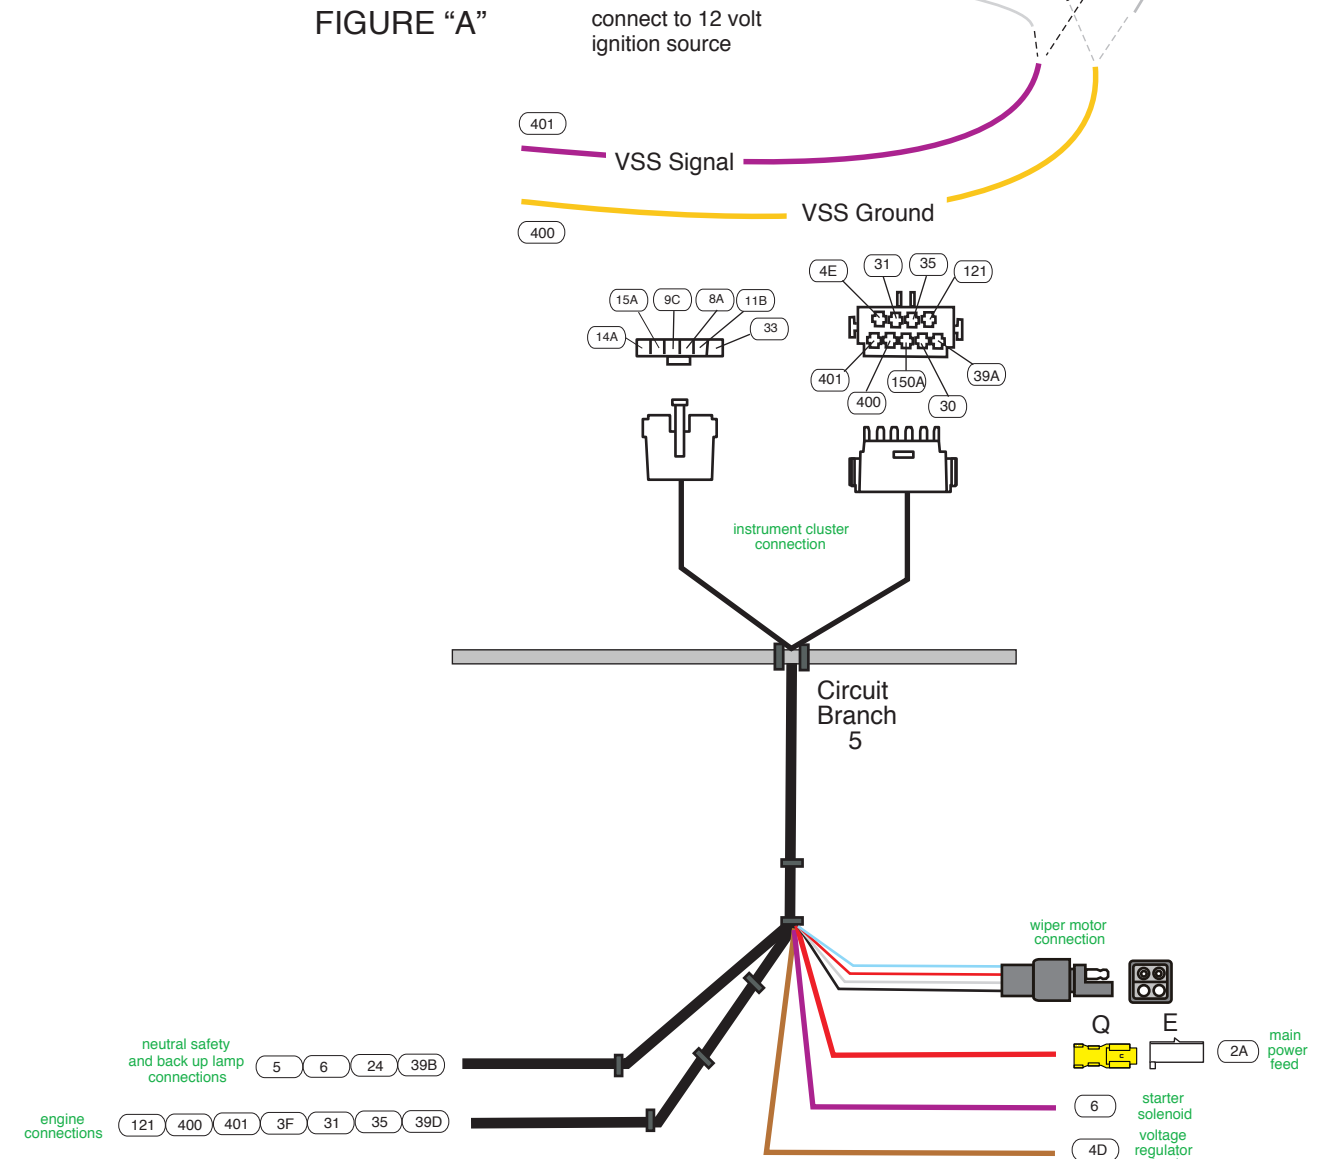 FIGURE “A”
connect to 12 volt
ignition source
401
VSS Signal
VSS Ground
400
4E
31
35
121
15A
9C
8A
11B
14A
33
401
400
150A
30
39A
instrument cluster
connection
Circuit
Branch
5
wiper motor
connection
Q
E
C
2A
main
power
feed
neutral safety
and back up lamp
connections
5
6
24
39B
engine
connections
121
400
401
3F
31
35
39D
6
starter
solenoid
4D
voltage
regulator